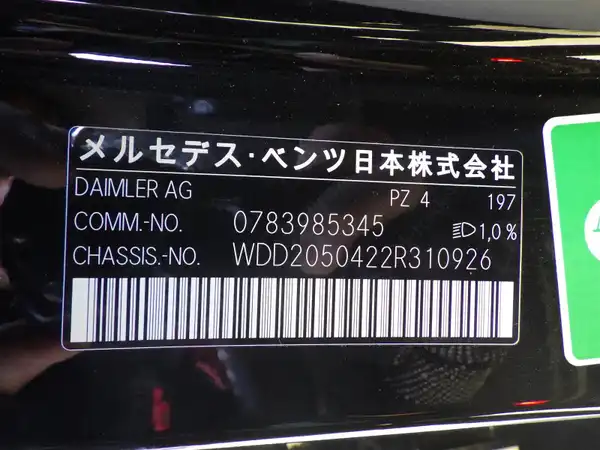 メルセデス・ベンツ日本株式会社
DAIMLER AG PZ 4 197
COMM.-NO. 0783985345 1,0%
CHASSIS.-NO. WDD2050422R310926